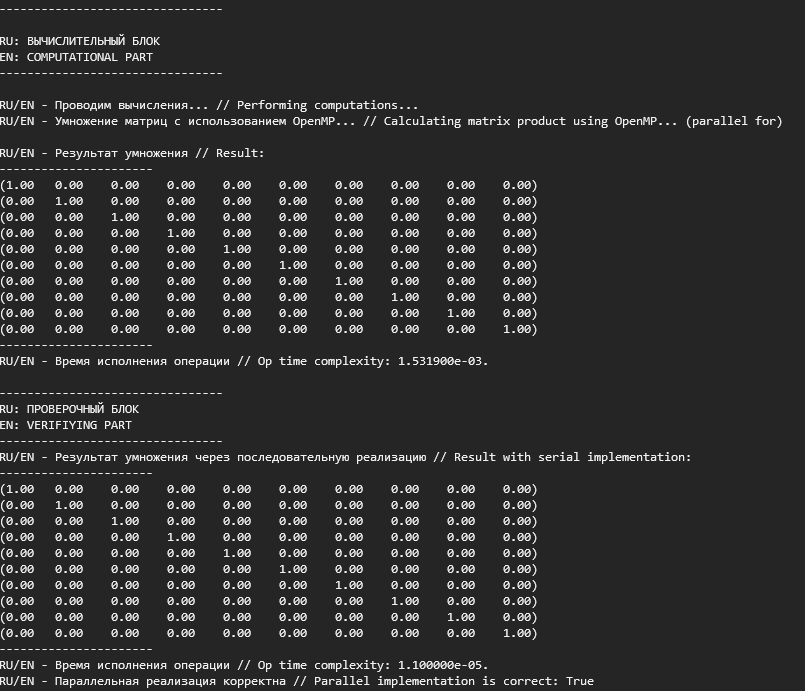 --------------------------------
RU: ВЫЧИСЛИТЕЛЬНЫЙ БЛОК
EN: COMPUTATIONAL PART
--------------------------------
RU/EN - Проводим вычисления... // Performing computations...
RU/EN - Умножение матриц с использованием OpenMP... // Calculating matrix product using OpenMP... (parallel for)
RU/EN - Результат умножения // Result:
----------------------
(1.00   0.00    0.00    0.00    0.00    0.00    0.00    0.00    0.00    0.00)
(0.00   1.00    0.00    0.00    0.00    0.00    0.00    0.00    0.00    0.00)
(0.00   0.00    1.00    0.00    0.00    0.00    0.00    0.00    0.00    0.00)
(0.00   0.00    0.00    1.00    0.00    0.00    0.00    0.00    0.00    0.00)
(0.00   0.00    0.00    0.00    1.00    0.00    0.00    0.00    0.00    0.00)
(0.00   0.00    0.00    0.00    0.00    1.00    0.00    0.00    0.00    0.00)
(0.00   0.00    0.00    0.00    0.00    0.00    1.00    0.00    0.00    0.00)
(0.00   0.00    0.00    0.00    0.00    0.00    0.00    1.00    0.00    0.00)
(0.00   0.00    0.00    0.00    0.00    0.00    0.00    0.00    1.00    0.00)
(0.00   0.00    0.00    0.00    0.00    0.00    0.00    0.00    0.00    1.00)
----------------------
RU/EN - Время исполнения операции // Op time complexity: 1.531900e-03.
--------------------------------
RU: ПРОВЕРОЧНЫЙ БЛОК
EN: VERIFIYING PART
--------------------------------
RU/EN - Результат умножения через последовательную реализацию // Result with serial implementation:
----------------------
(1.00   0.00    0.00    0.00    0.00    0.00    0.00    0.00    0.00    0.00)
(0.00   1.00    0.00    0.00    0.00    0.00    0.00    0.00    0.00    0.00)
(0.00   0.00    1.00    0.00    0.00    0.00    0.00    0.00    0.00    0.00)
(0.00   0.00    0.00    1.00    0.00    0.00    0.00    0.00    0.00    0.00)
(0.00   0.00    0.00    0.00    1.00    0.00    0.00    0.00    0.00    0.00)
(0.00   0.00    0.00    0.00    0.00    1.00    0.00    0.00    0.00    0.00)
(0.00   0.00    0.00    0.00    0.00    0.00    1.00    0.00    0.00    0.00)
(0.00   0.00    0.00    0.00    0.00    0.00    0.00    1.00    0.00    0.00)
(0.00   0.00    0.00    0.00    0.00    0.00    0.00    0.00    1.00    0.00)
(0.00   0.00    0.00    0.00    0.00    0.00    0.00    0.00    0.00    1.00)
----------------------
RU/EN - Время исполнения операции // Op time complexity: 1.100000e-05.
RU/EN - Параллельная реализация корректна // Parallel implementation is correct: True